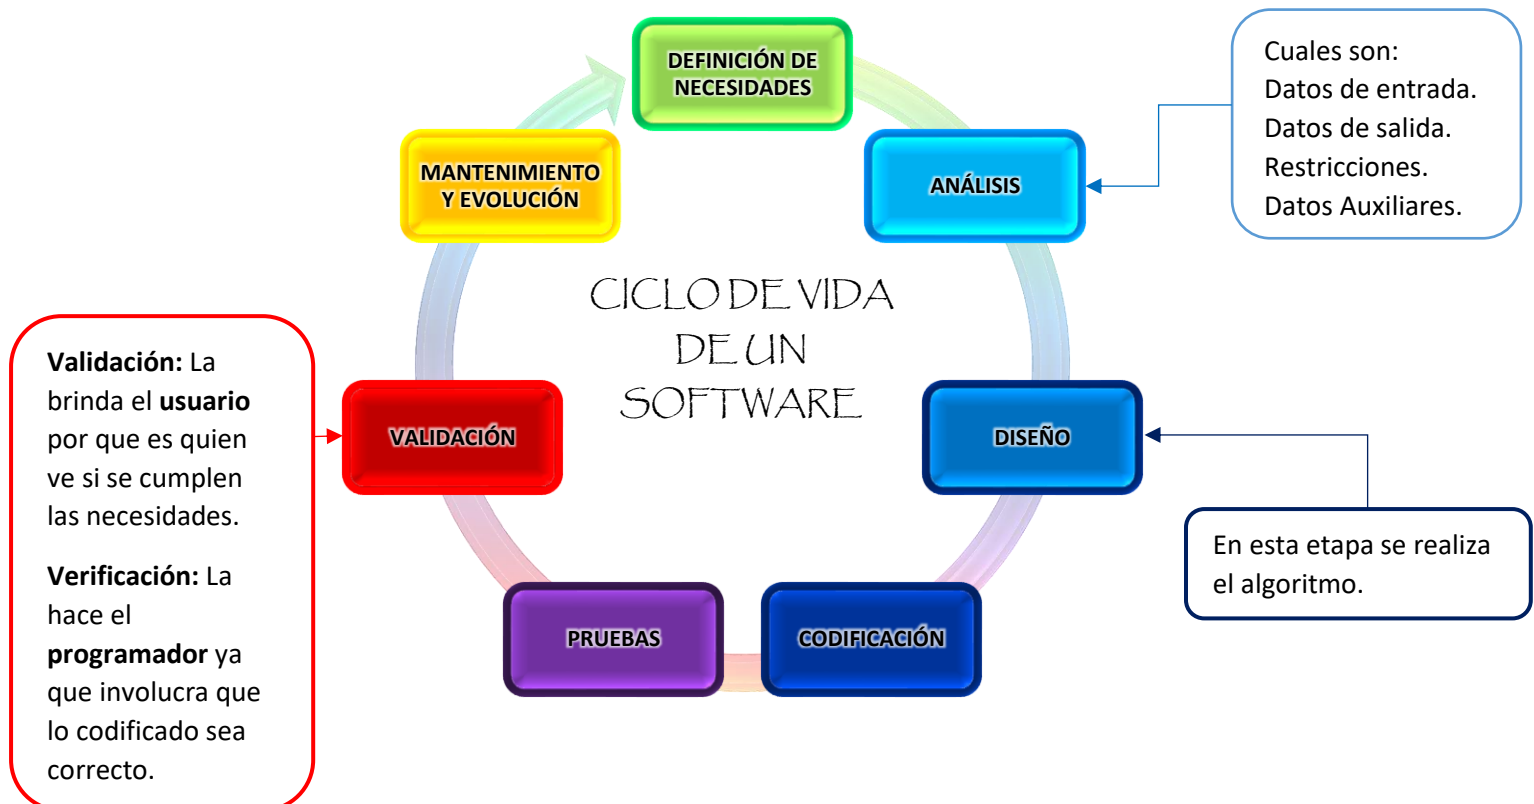 DEFINICIÓN DE
NECESIDADES
Cuales son:
Datos de entrada.
Datos de salida.
Restricciones.
Datos Auxiliares.
MANTENIMIENTO
Y EVOLUCIÓN
ANÁLISIS
CICLO DE VIDA
DE UN
SOFTWARE
Validación: La
brinda el usuario
por que es quien
ve si se cumplen
las necesidades.
Verificación: La
hace el
programador ya
que involucra que
lo codificado sea
correcto.
VALIDACIÓN
DISEÑO
En esta etapa se realiza
el algoritmo.
PRUEBAS
CODIFICACIÓN